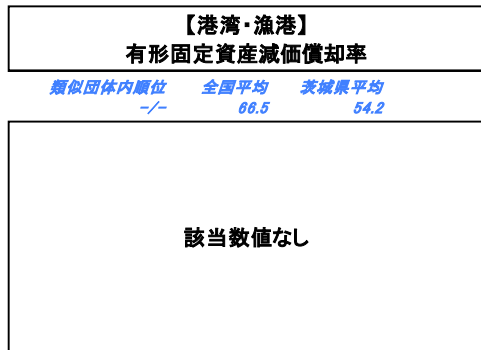 【港湾・漁港】
有形固定資産減価償却率
類似団体内順位 全国平均 茨城県平均
-/- 66.5 54.2
該当数値なし